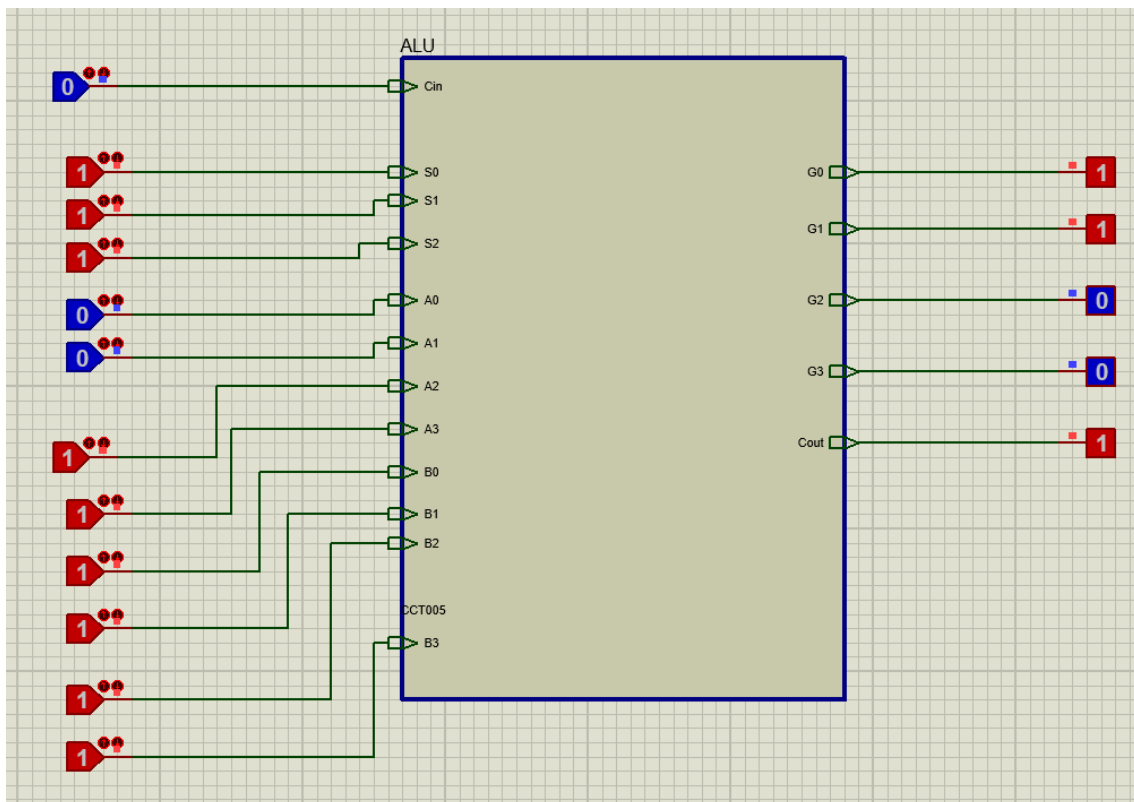 ALU
0 Cin
1 S0 G0 1
1 S1
G1 1
1 S2
0 A0 G2 0
0 A1
G3 0
A2
1 A3 Cout 1
B0
1 B1
B2
1
CCT005
1 B3
1
1